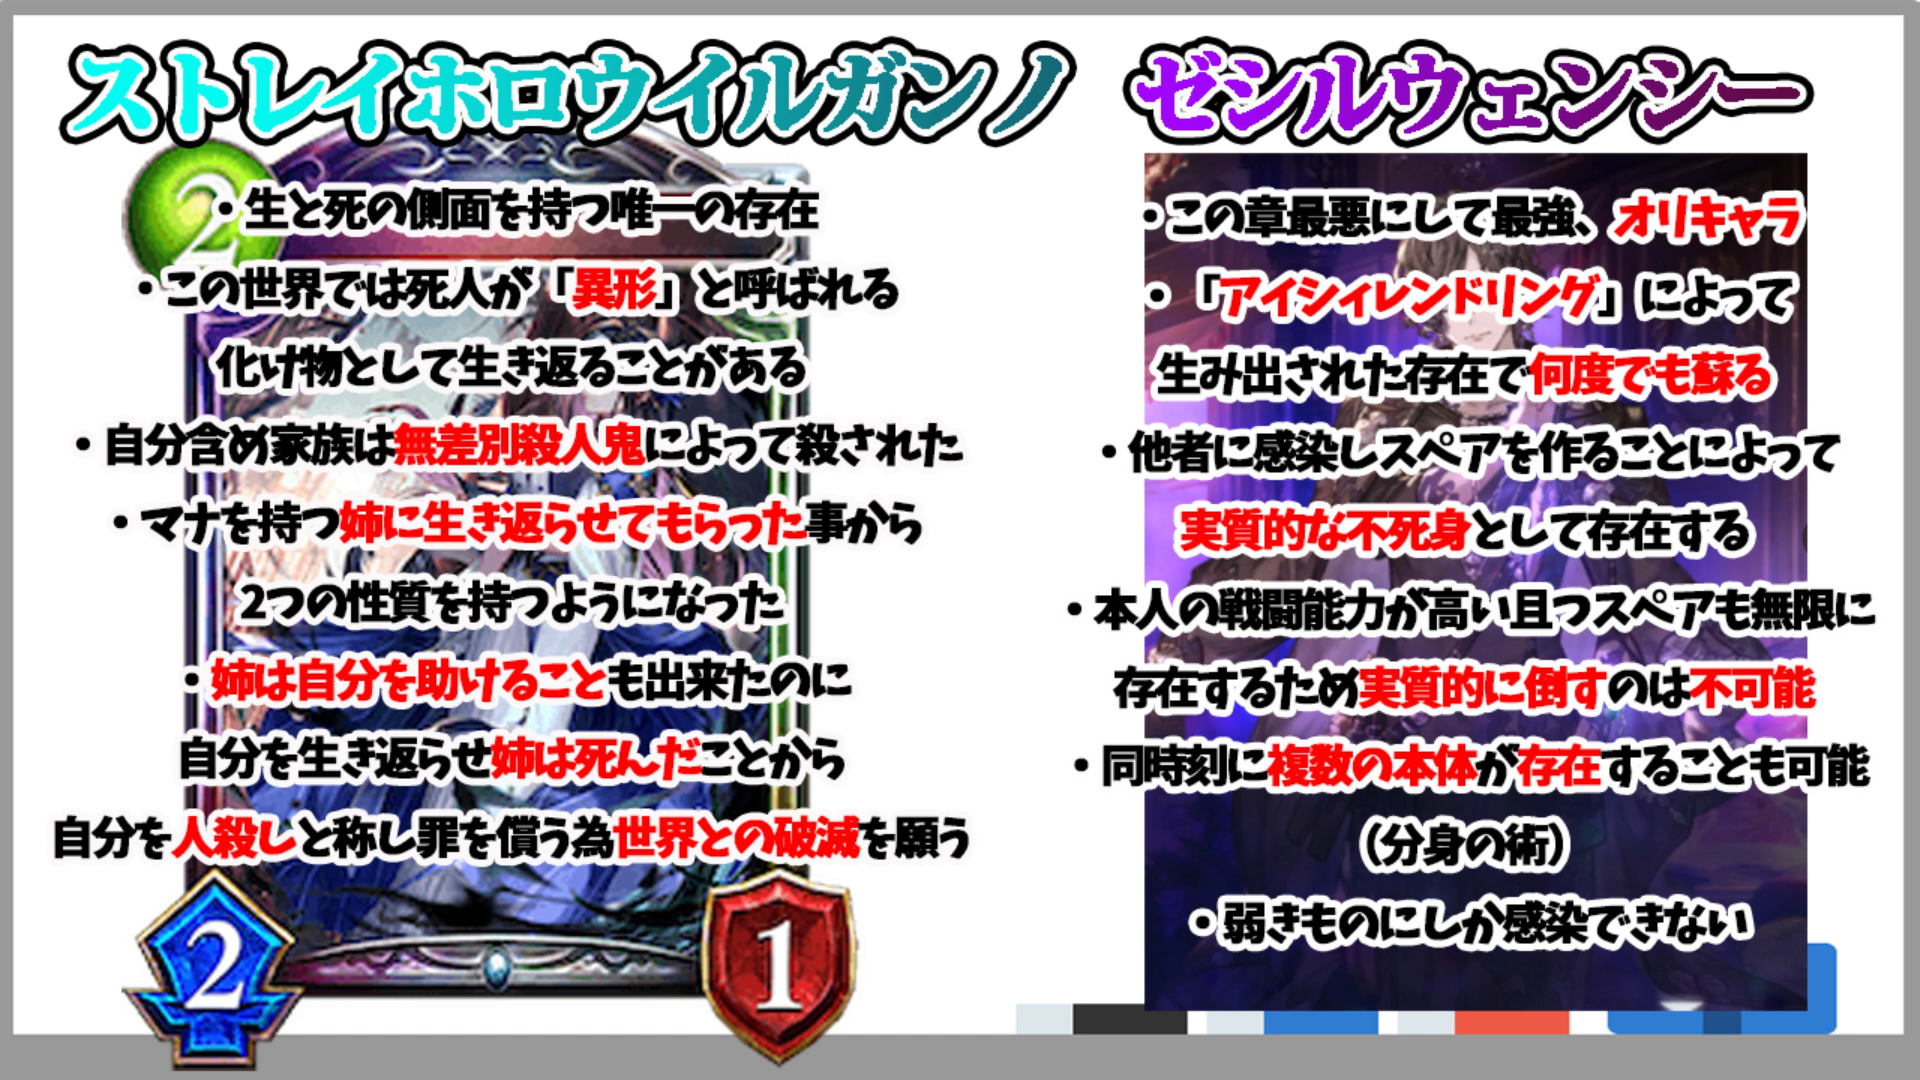 ストレイホロウイルガンノ
2
・生と死の側面を持つ唯一の存在
・この世界では死人が「異形」と呼ばれる
化け物として生き返ることがある
・自分含め家族は無差別殺人鬼によって殺された
・マナを持つ姉に生き返らせてもらった事から
2つの性質を持つようになった
・姉は自分を助けることも出来たのに
自分を生き返らせ姉は死んだことから
自分を人殺しと称し罪を償う為世界との破滅を願う
2
1
ゼシルウェンシー
・この章最悪にして最強、オリキャラ
・「アイシィレンドリング」によって
生み出された存在で何度でも蘇る
・他者に感染しスペアを作ることによって
実質的な不死身として存在する
・本人の戦闘能力が高い且つスペアも無限に
存在するため実質的に倒すのは不可能
・同時刻に複数の本体が存在することも可能
(分身の術)
・弱きものにしか感染できない